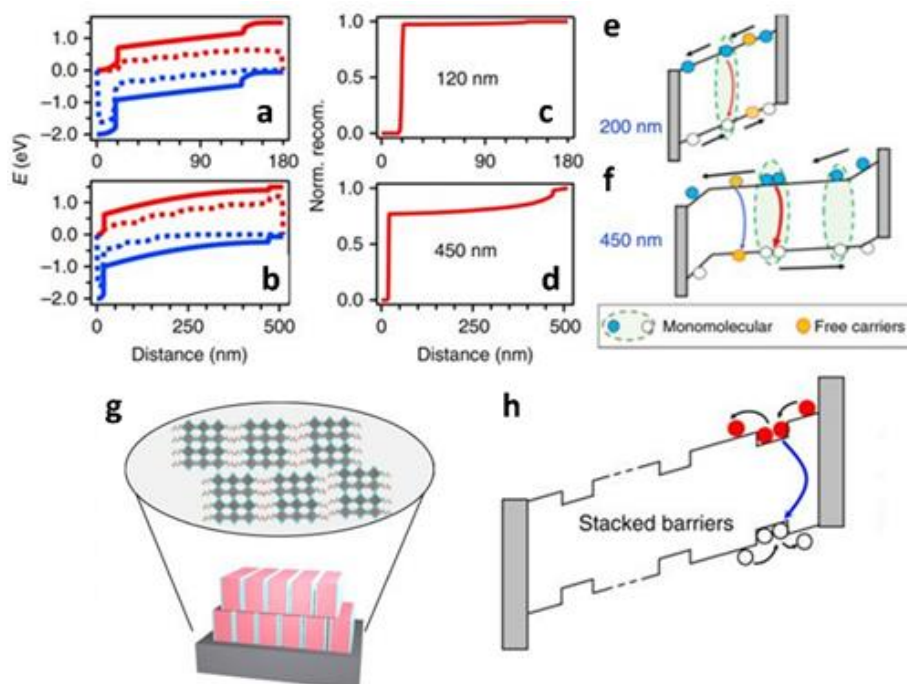 a
1.0
0.0
−1.0
−2.0
0
90
180
E (eV)
b
1.0
0.0
−1.0
−2.0
0
250
500
Distance (nm)
c
1.0
0.5
0.0
120 nm
0
90
180
Norm. recom.
d
1.0
0.5
0.0
450 nm
0
250
500
Distance (nm)
e
200 nm
f
450 nm
Monomolecular
Free carriers
g
h
Stacked barriers